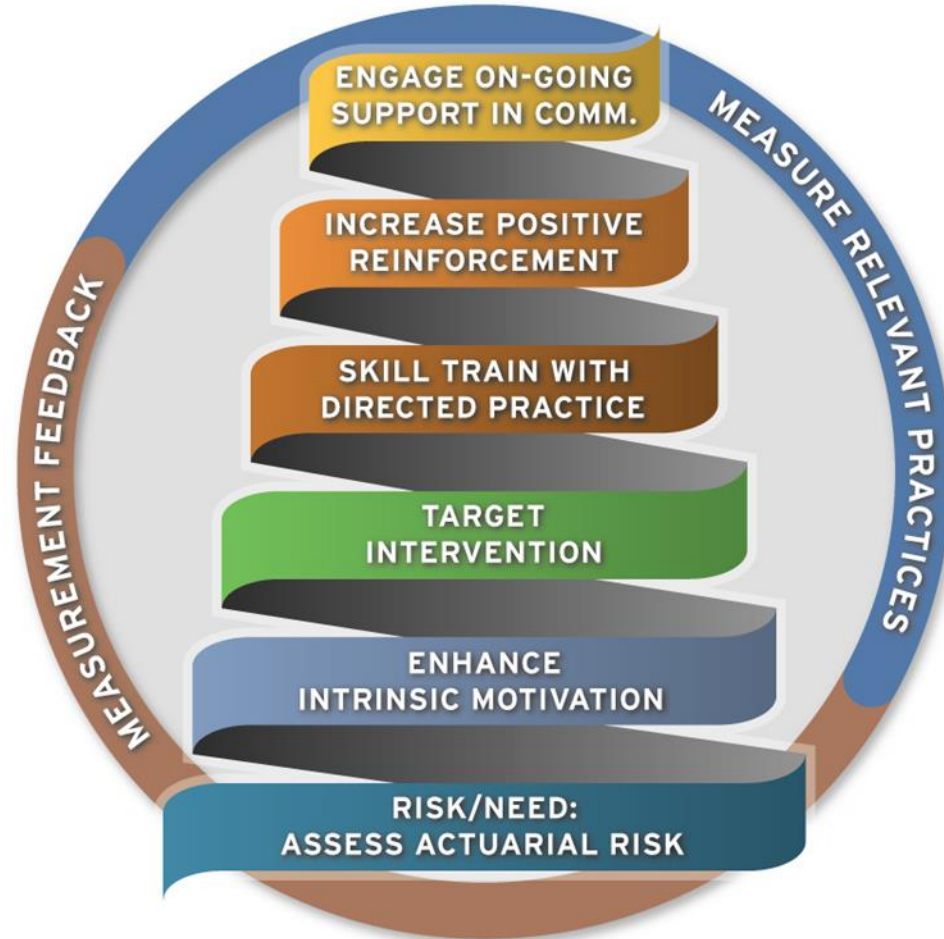 ENGAGE ON-GOING
SUPPORT IN COMM.
INCREASE POSITIVE
REINFORCEMENT
SKILL TRAIN WITH
DIRECTED PRACTICE
TARGET
INTERVENTION
ENHANCE
INTRINSIC MOTIVATION
RISK/NEED:
ASSESS ACTUARIAL RISK
MEASURE RELEVANT PRACTICES
MEASUREMENT FEEDBACK